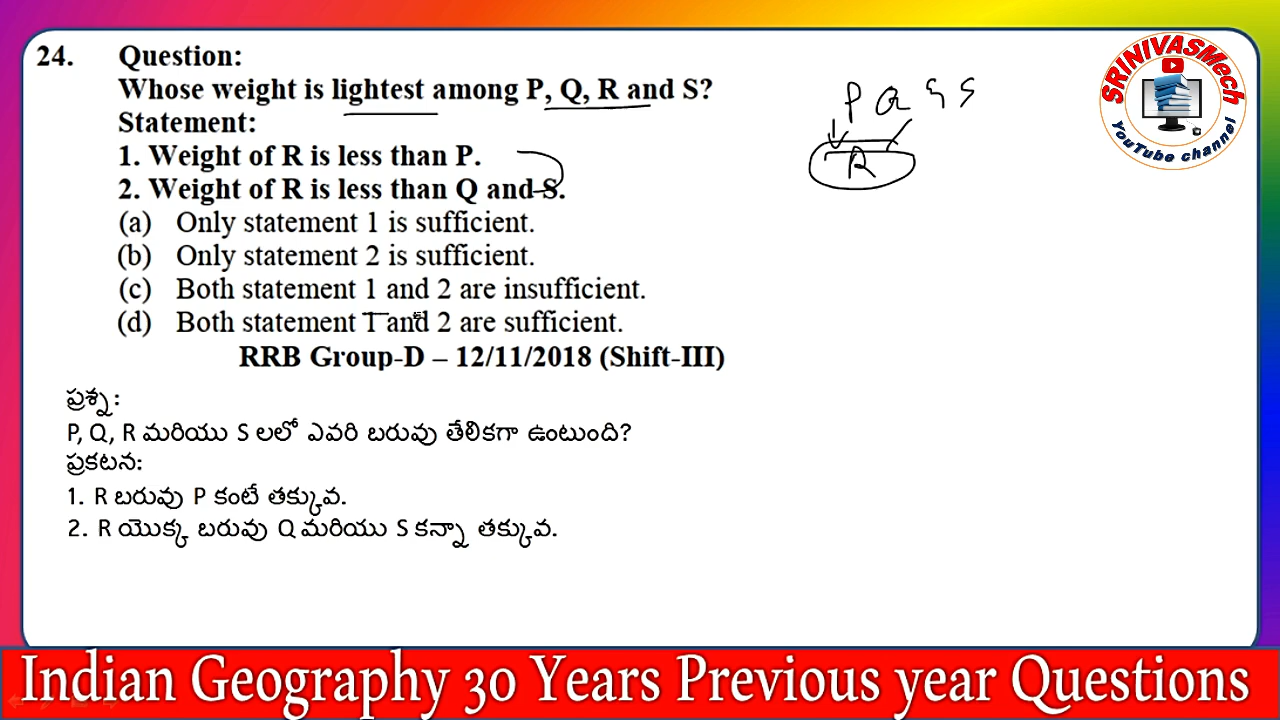 24. Question:
Whose weight is lightest among P, Q, R and S?
Statement:
1. Weight of R is less than P.
2. Weight of R is less than Q and S.
(a) Only statement 1 is sufficient.
(b) Only statement 2 is sufficient.
(c) Both statement 1 and 2 are insufficient.
(d) Both statement 1 and 2 are sufficient.
RRB Group-D – 12/11/2018 (Shift-III)
ప్రశ్న:
P, Q, R మరియు S లలో ఎవరి బరువు తేలికగా ఉంటుంది?
ప్రకటన:
1. R బరువు P కంటే తక్కువ.
2. R యొక్క బరువు Q మరియు S కన్నా తక్కువ.
P Q S
R
SRINIVASMech
YouTube channel
Indian Geography 30 Years Previous year Questions